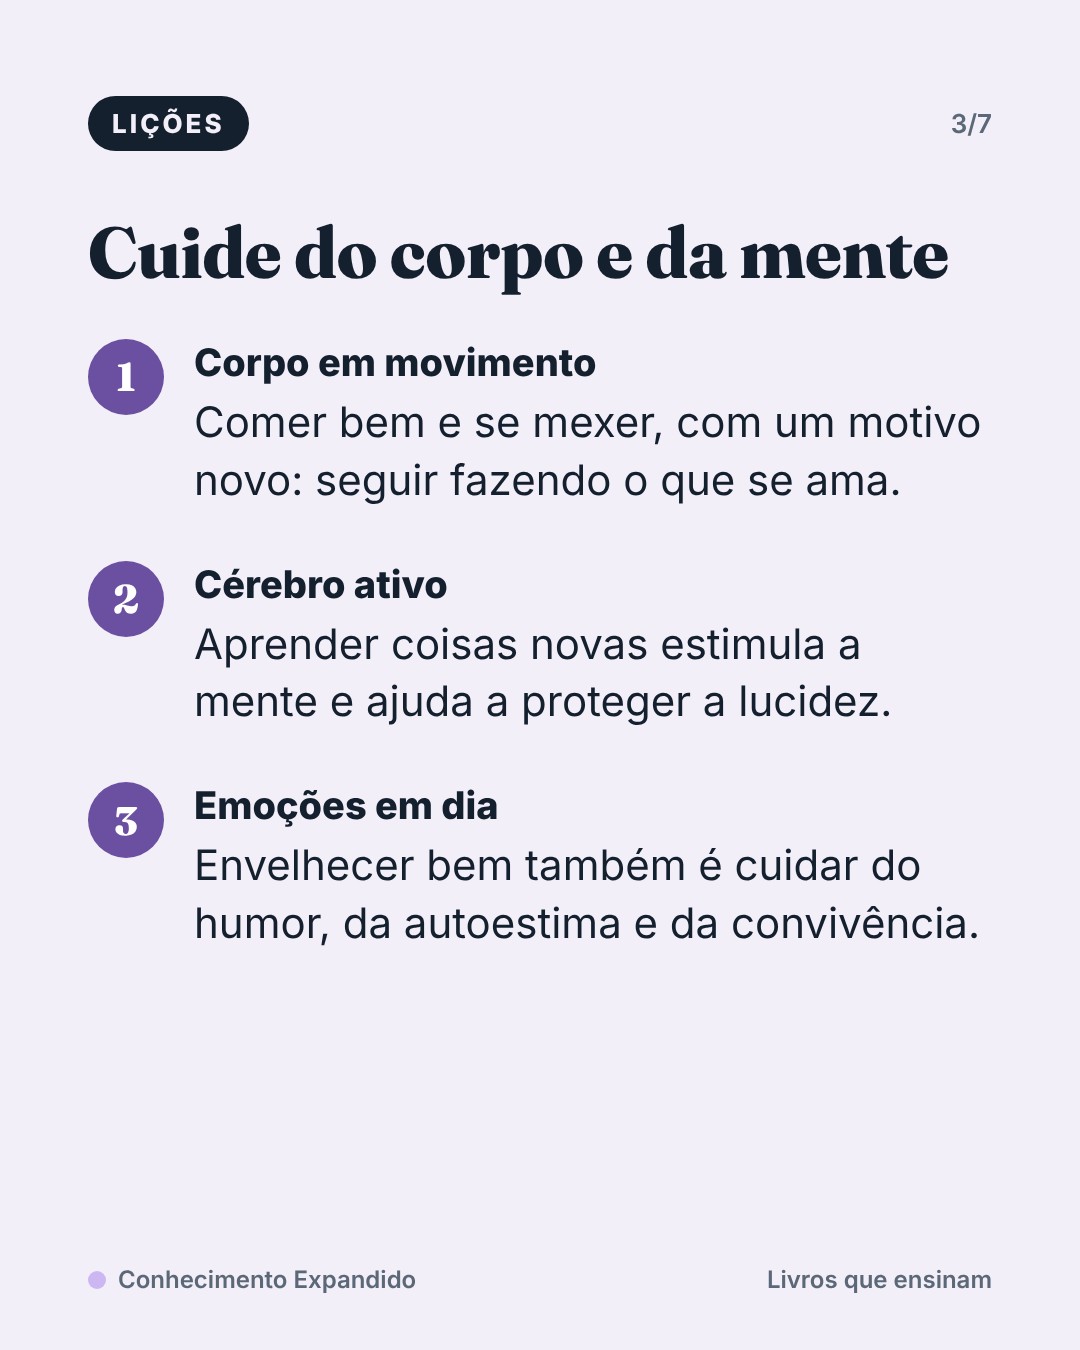 LIÇÕES
3/7
Cuide do corpo e da mente
1
Corpo em movimento
Comer bem e se mexer, com um motivo
novo: seguir fazendo o que se ama.
2
Cérebro ativo
Aprender coisas novas estimula a
mente e ajuda a proteger a lucidez.
3
Emoções em dia
Envelhecer bem também é cuidar do
humor, da autoestima e da convivência.
Conhecimento Expandido
Livros que ensinam